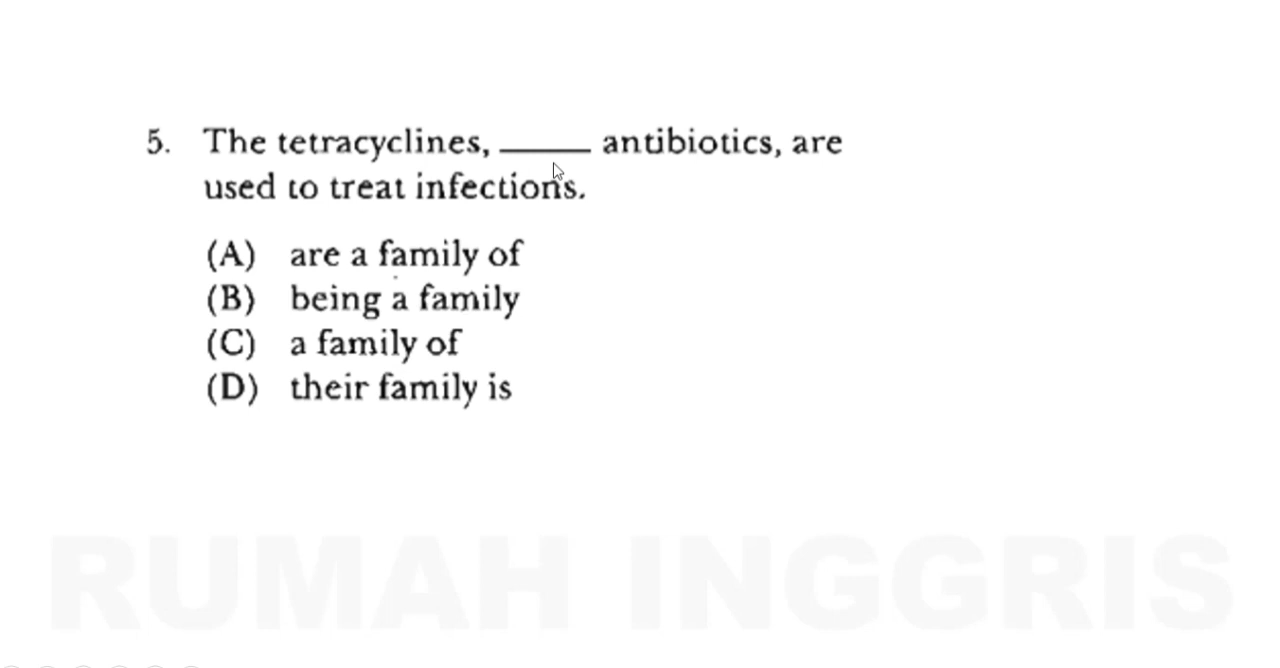 5. The tetracyclines, _____ antibiotics, are
used to treat infections.
(A) are a family of
(B) being a family
(C) a family of
(D) their family is
RUMAH INGGRIS